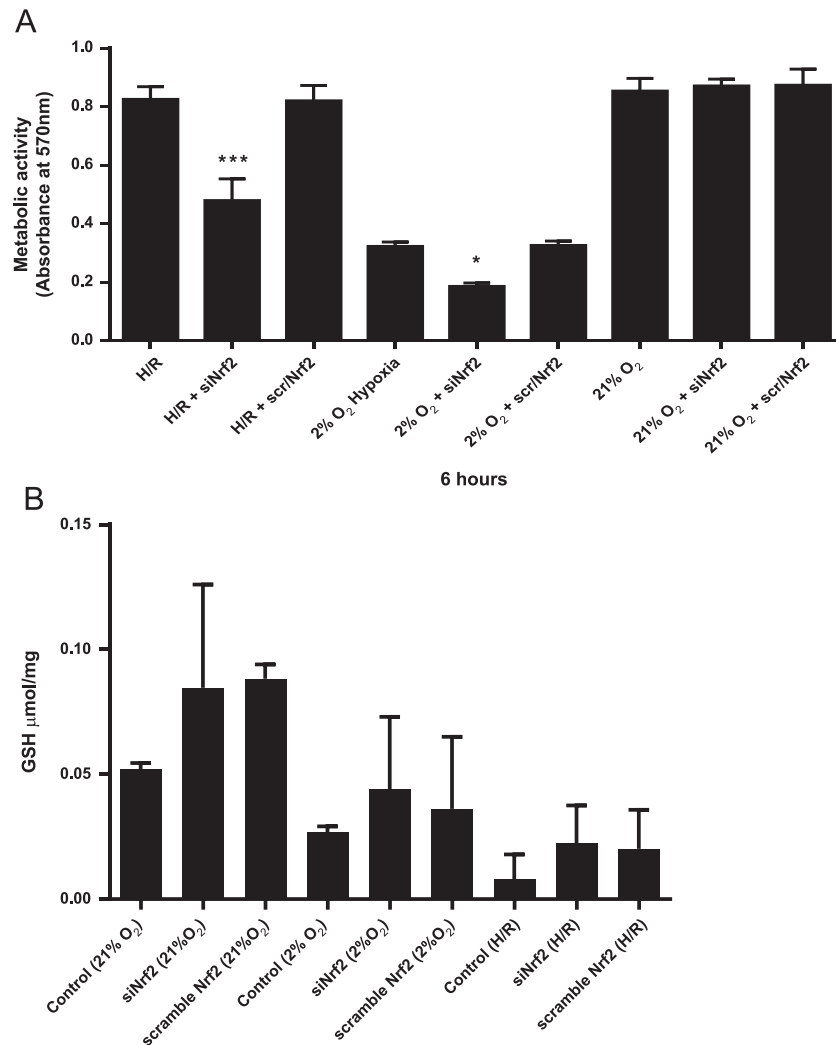 A
Metabolic activity
(Absorbance at 570nm)
1.0
0.8
0.6
0.4
0.2
0.0
***
*
H/R
H/R + siNrf2
H/R + scr/Nrf2
2% O₂ Hypoxia
2% O₂ + siNrf2
2% O₂ + scr/Nrf2
21% O₂
21% O₂ + siNrf2
21% O₂ + scr/Nrf2
6 hours
B
GSH μmol/mg
0.15
0.10
0.05
0.00
Control (21% O₂)
siNrf2 (21%O₂)
scramble Nrf2 (21%O₂)
Control (2% O₂)
siNrf2 (2%O₂)
scramble Nrf2 (2%O₂)
Control (H/R)
siNrf2 (H/R)
scramble Nrf2 (H/R)